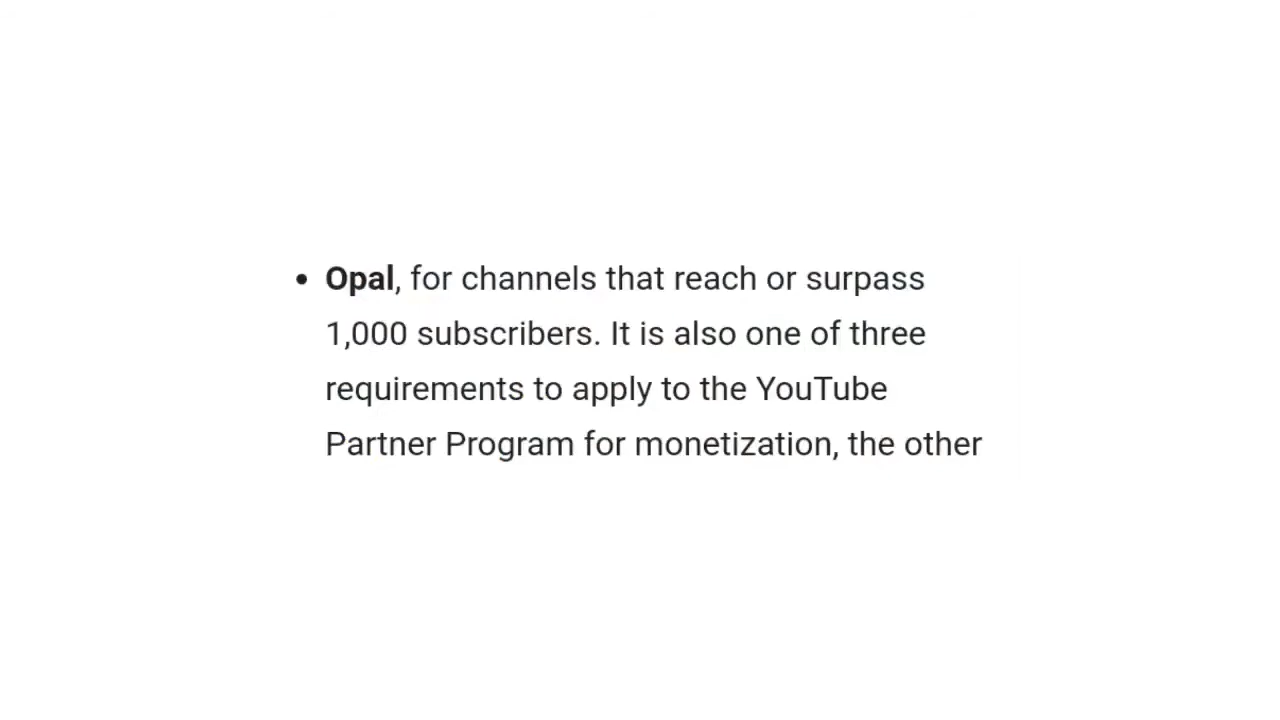 • Opal, for channels that reach or surpass
1,000 subscribers. It is also one of three
requirements to apply to the YouTube
Partner Program for monetization, the other